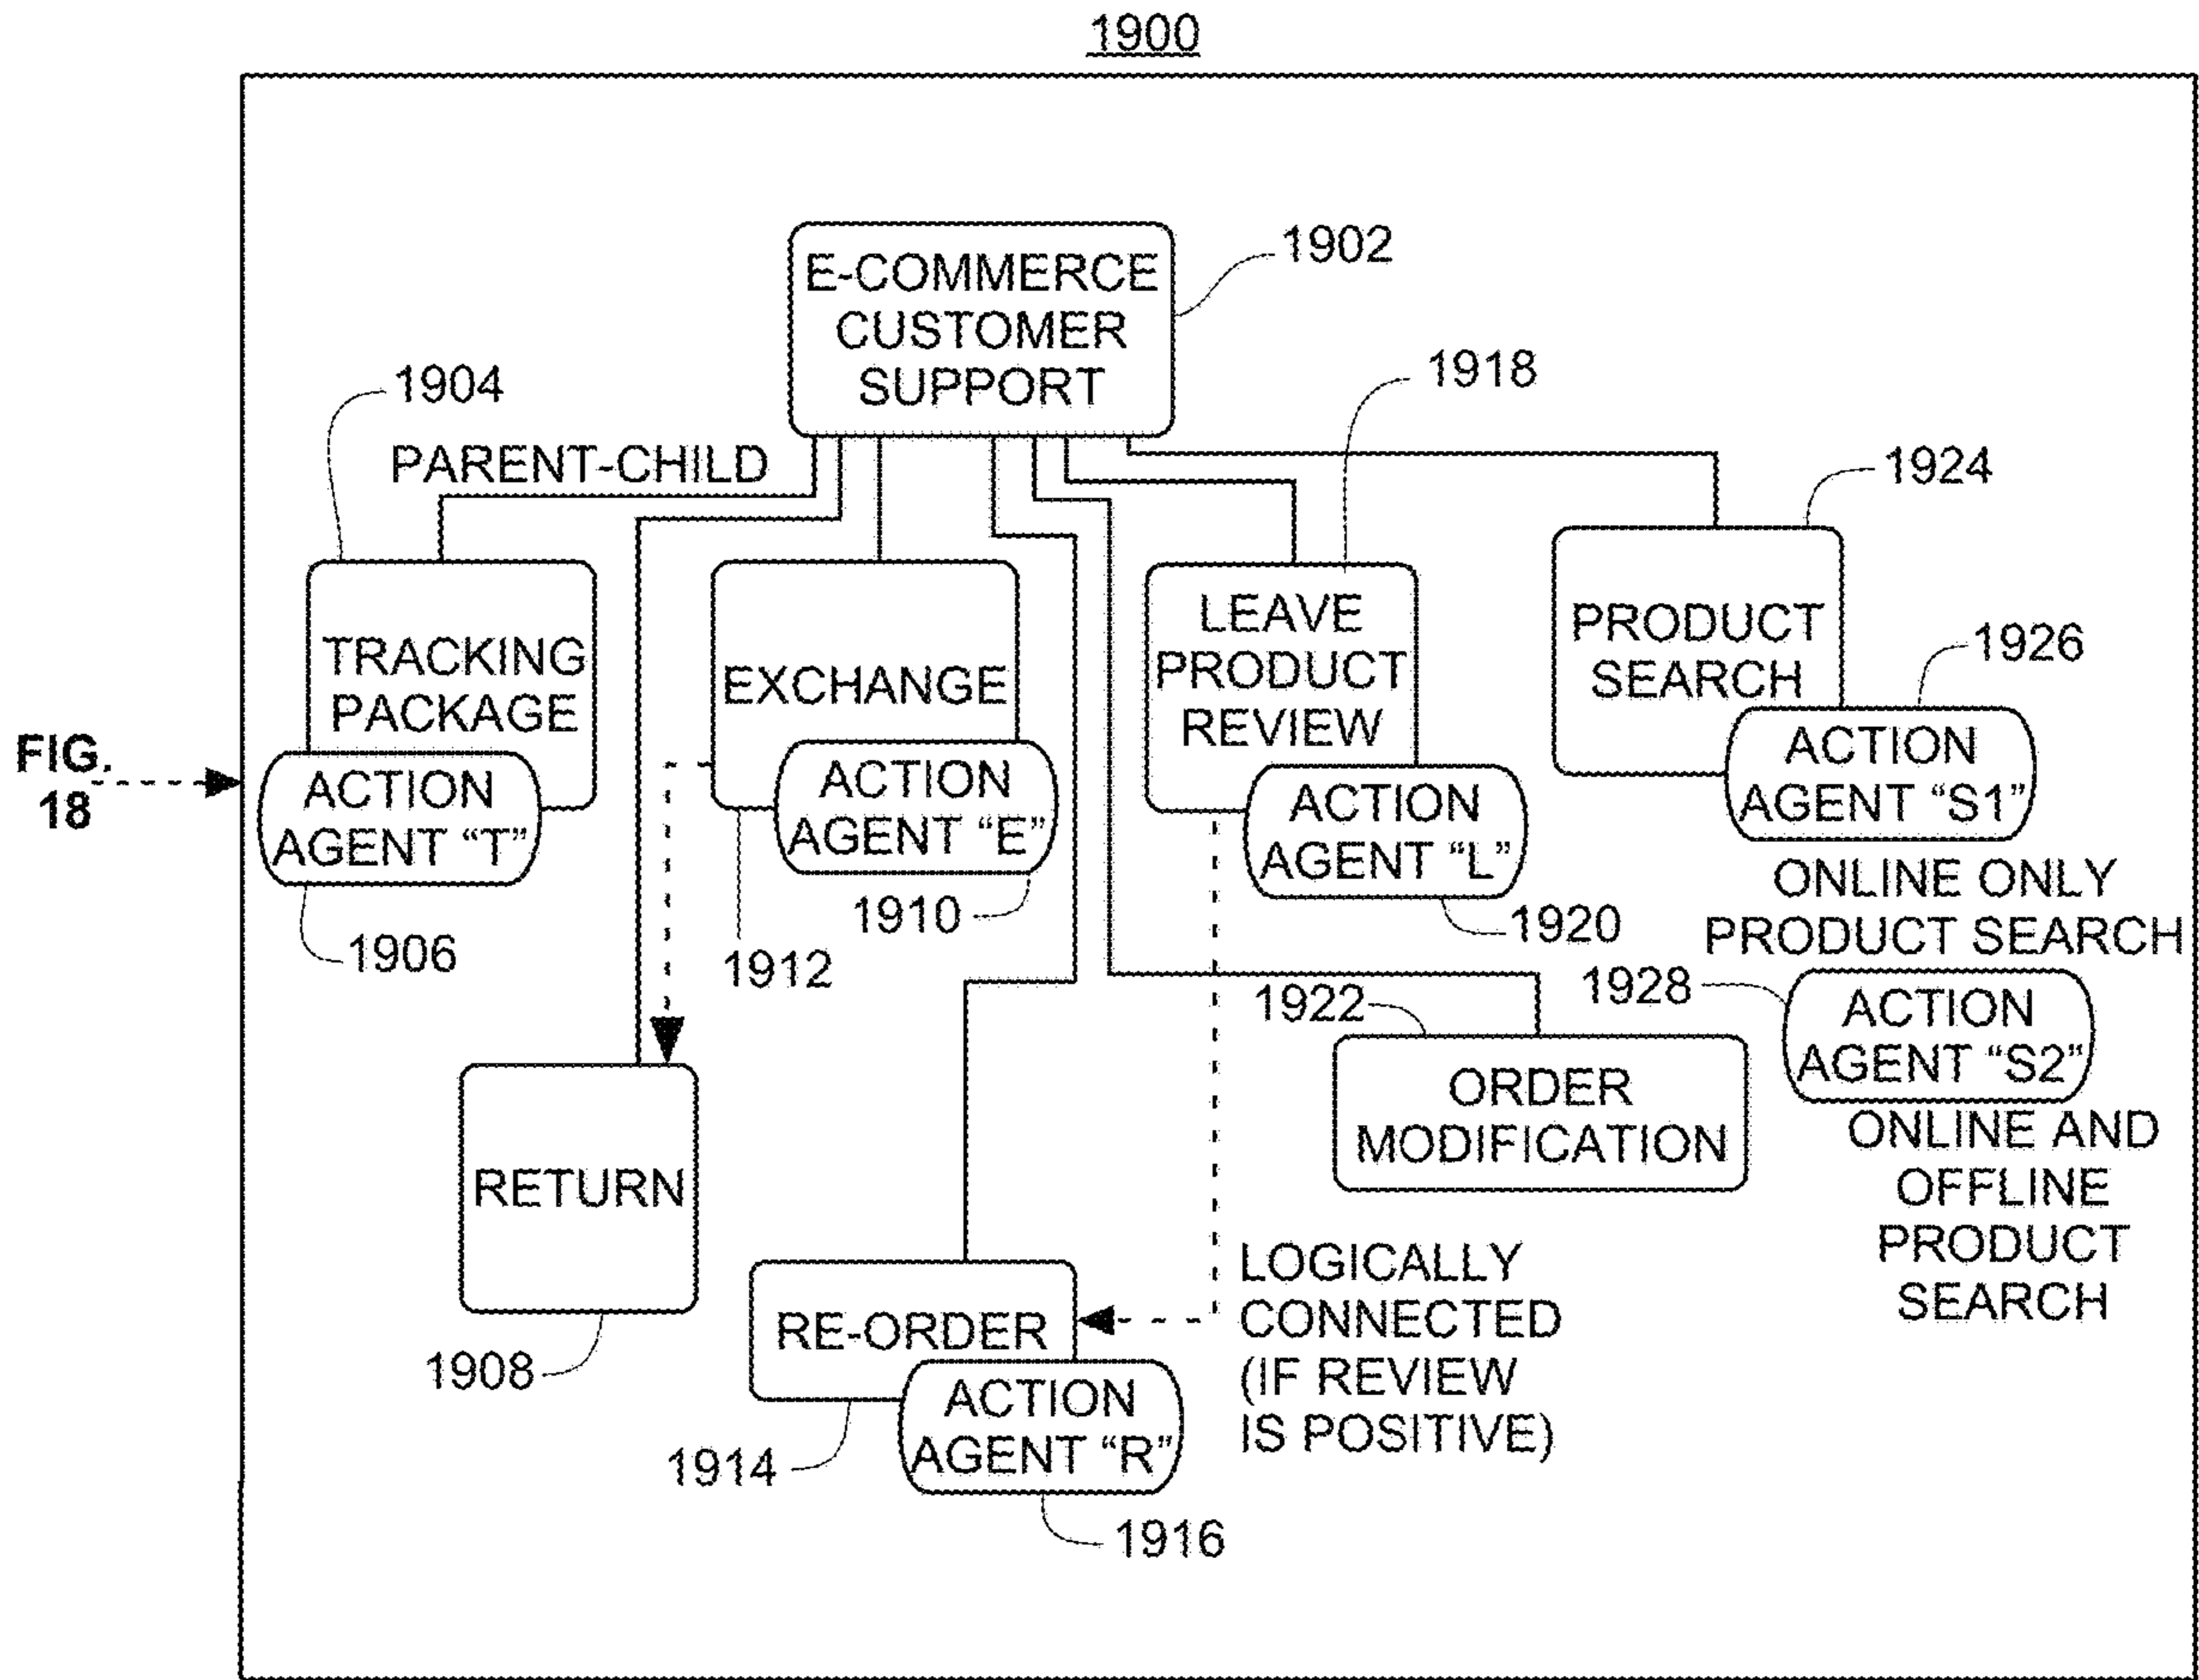 1900
E-COMMERCE
CUSTOMER
SUPPORT
1902
1904
PARENT-CHILD
1918
1924
TRACKING
PACKAGE
ACTION
AGENT “T”
1906
EXCHANGE
ACTION
AGENT “E”
1910
1912
LEAVE
PRODUCT
REVIEW
ACTION
AGENT “L”
1920
PRODUCT
SEARCH
1926
ACTION
AGENT “S1”
ONLINE ONLY
PRODUCT SEARCH
FIG.
18
1928
ACTION
AGENT “S2”
ONLINE AND
OFFLINE
PRODUCT
SEARCH
1922
ORDER
MODIFICATION
RETURN
1908
RE-ORDER
ACTION
AGENT “R”
1914
1916
LOGICALLY
CONNECTED
(IF REVIEW
IS POSITIVE)